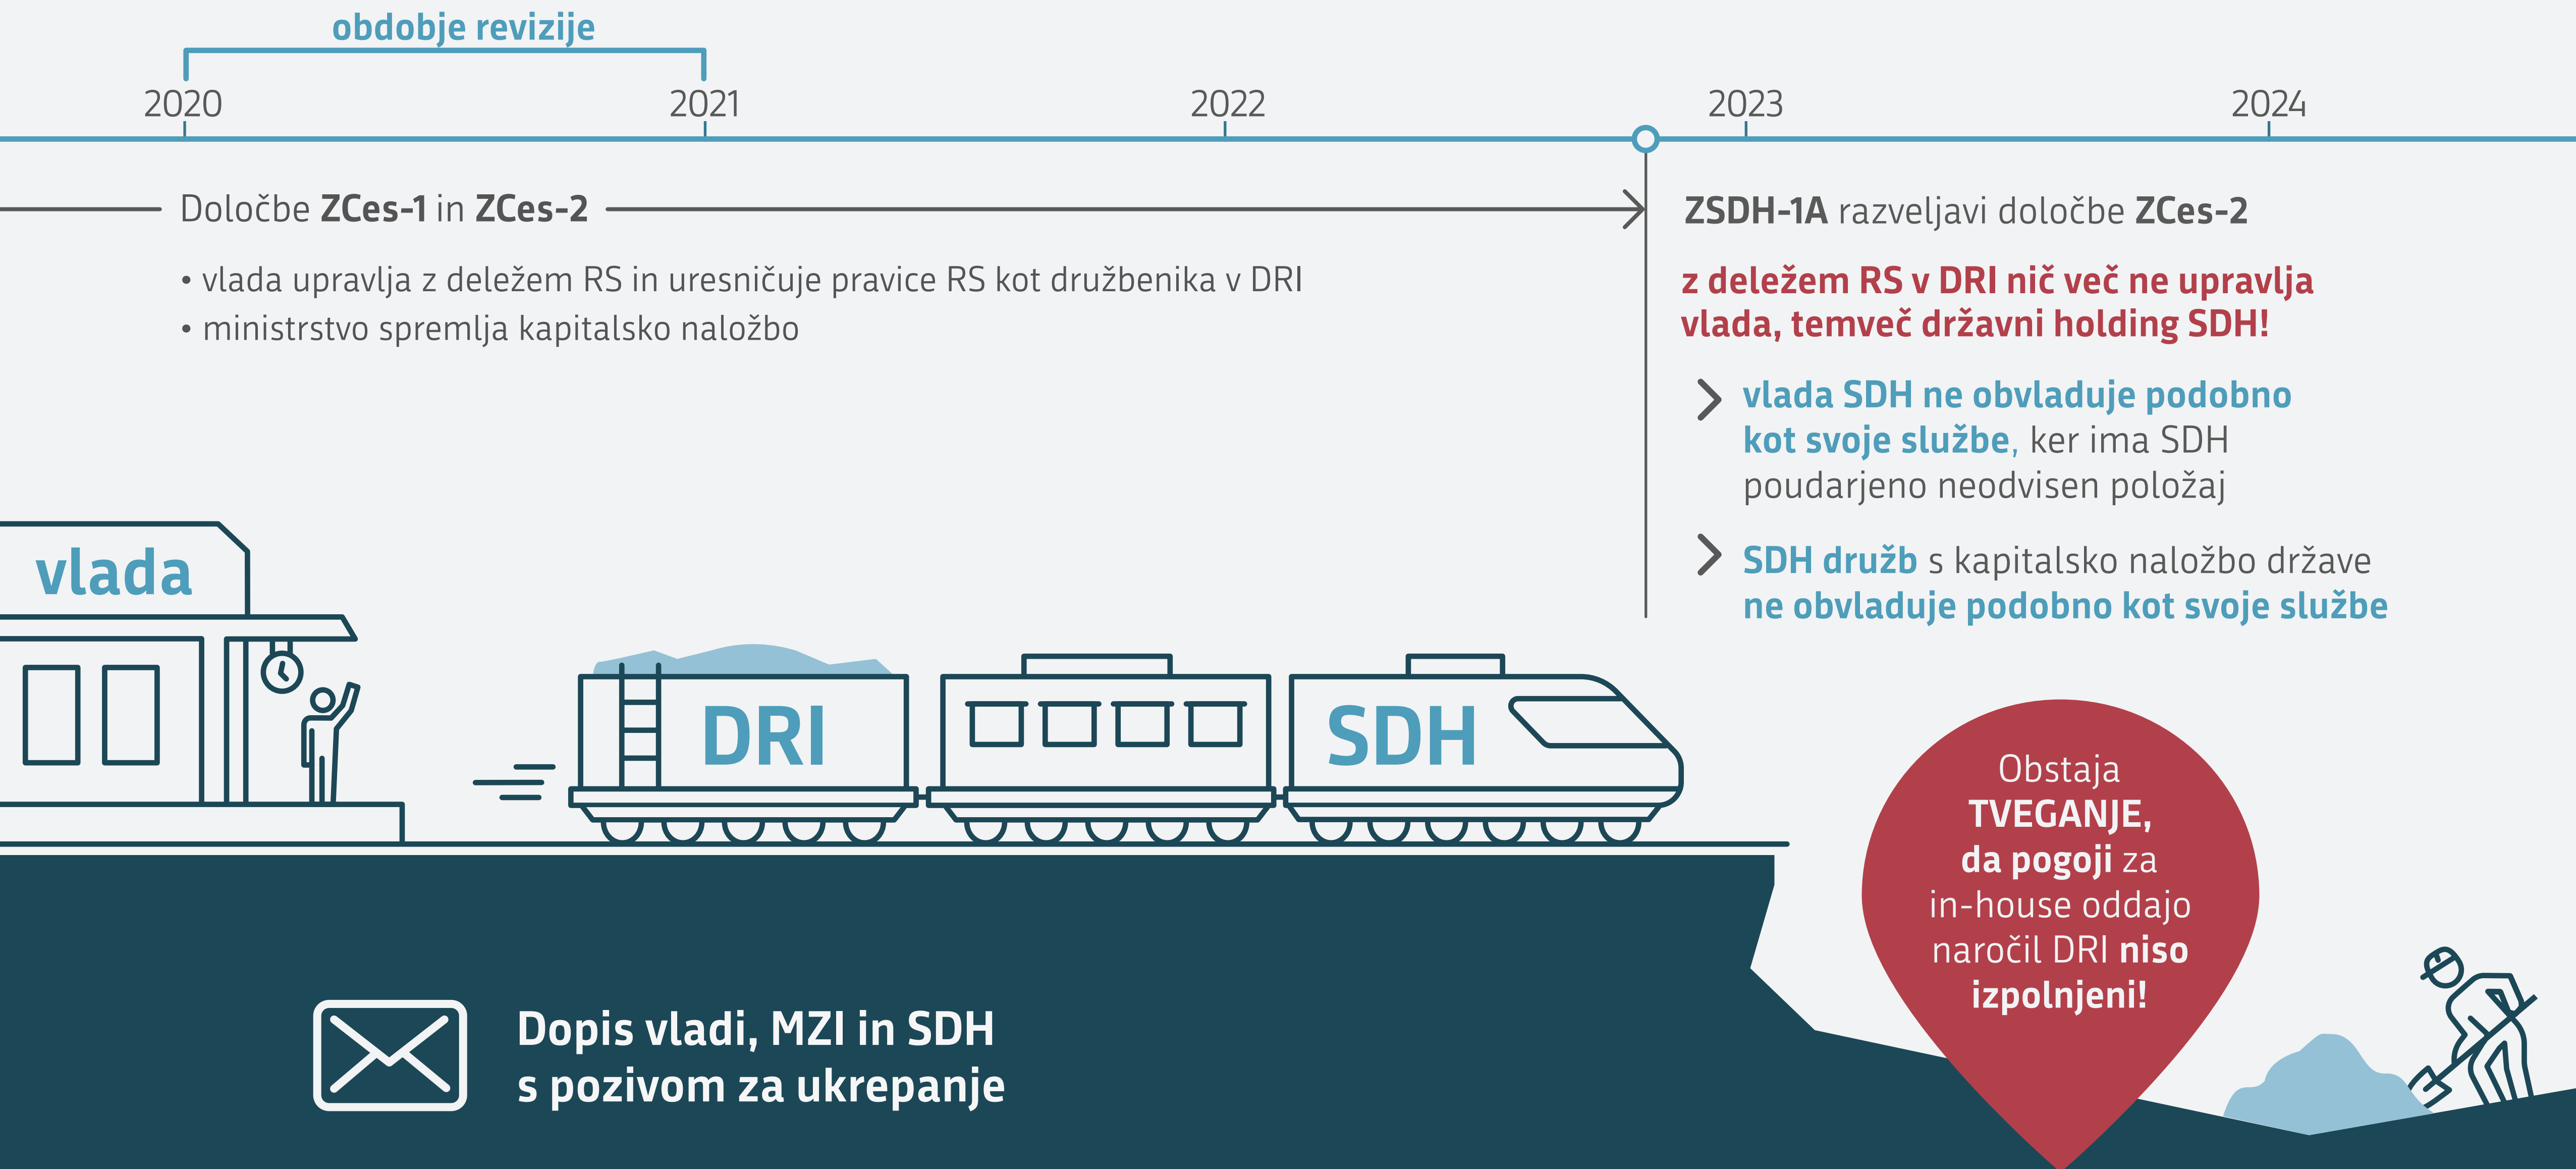 obdobje revizije
2020
2021
2022
2023
2024
Določbe ZCes-1 in ZCes-2
• vlada upravlja z deležem RS in uresničuje pravice RS kot družbenika v DRI
• ministrstvo spremlja kapitalsko naložbo
ZSDH-1A razveljavi določbe ZCes-2
z deležem RS v DRI nič več ne upravlja
vlada, temveč državni holding SDH!
vlada SDH ne obvladuje podobno
kot svoje službe, ker ima SDH
poudarjeno neodvisen položaj
SDH družb s kapitalsko naložbo države
ne obvladuje podobno kot svoje službe
vlada
DRI
SDH
Obstaja
TVEGANJE,
da pogoji za
in-house oddajo
naročil DRI niso
izpolnjeni!
Dopis vladi, MZI in SDH
s pozivom za ukrepanje